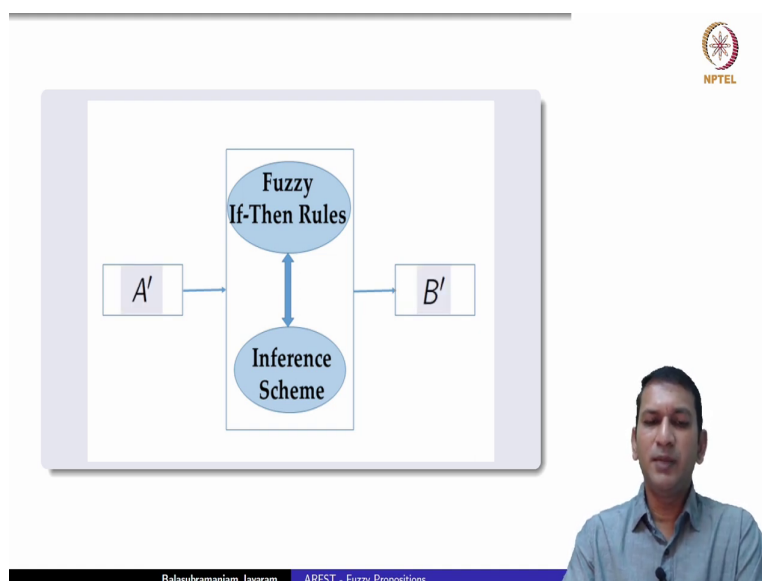 NPTEL
Fuzzy
If-Then Rules
A′
B′
Inference
Scheme
Balasubramaniam Jayaram
AREST - Fuzzy Propositions